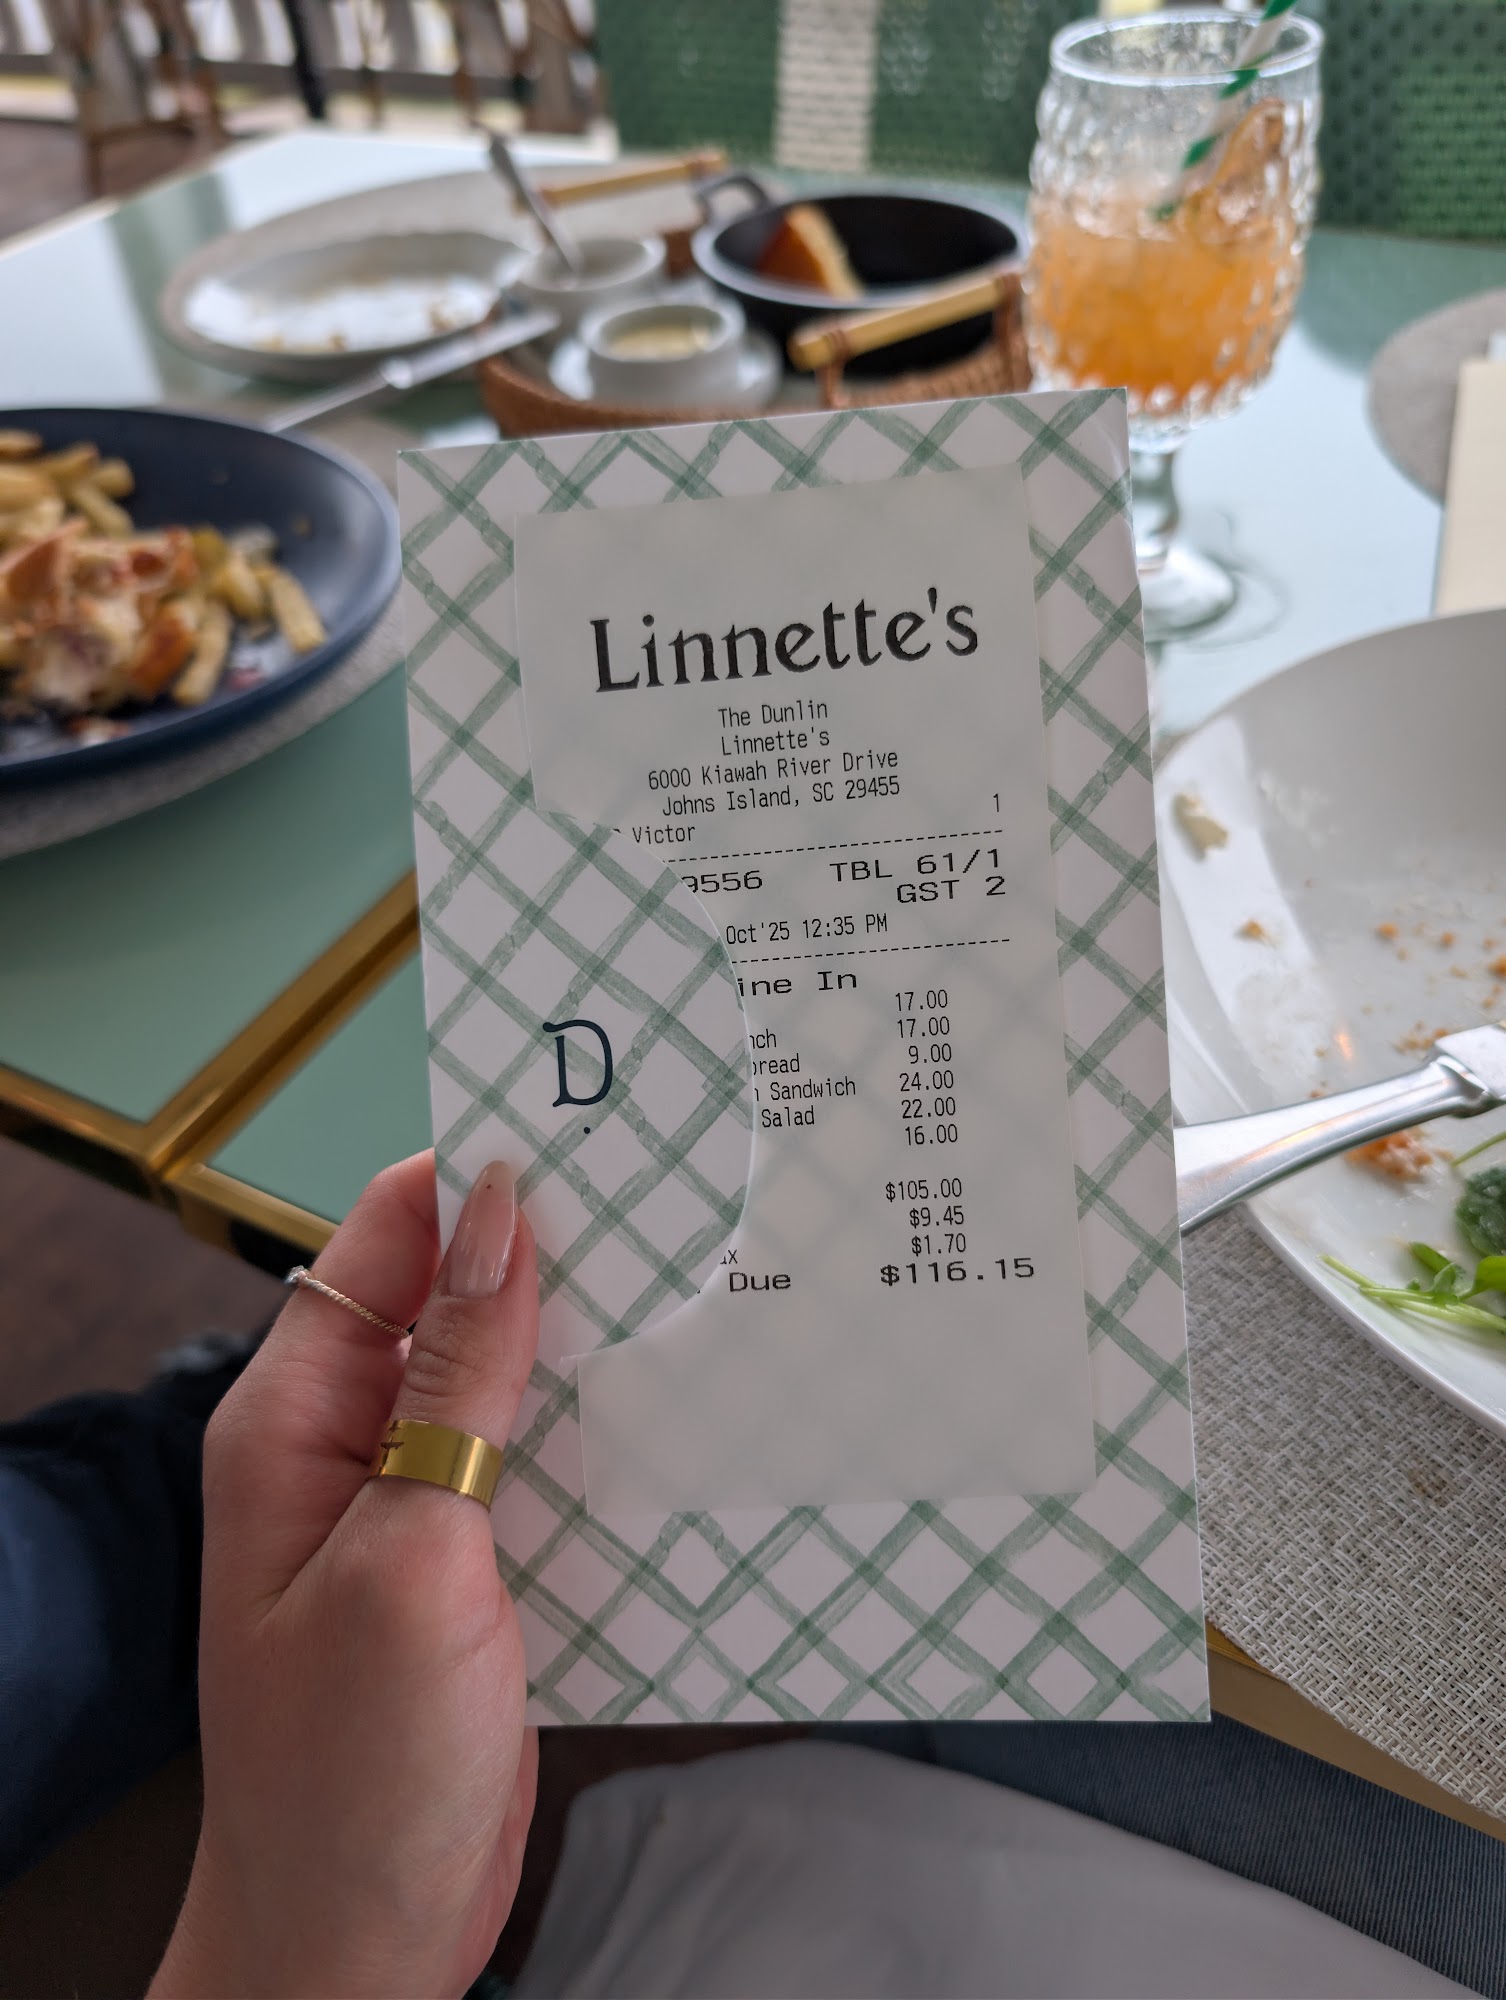 Linnette's
The Dunlin
Linnette's
6000 Kiawah River Drive
Johns Island, SC 29455
Victor 1
9556 TBL 61/1
GST 2
Oct'25 12:35 PM
ine In
17.00
nch 17.00
bread 9.00
Sandwich 24.00
Salad 22.00
16.00
$105.00
$9.45
ax $1.70
Due $116.15
D.